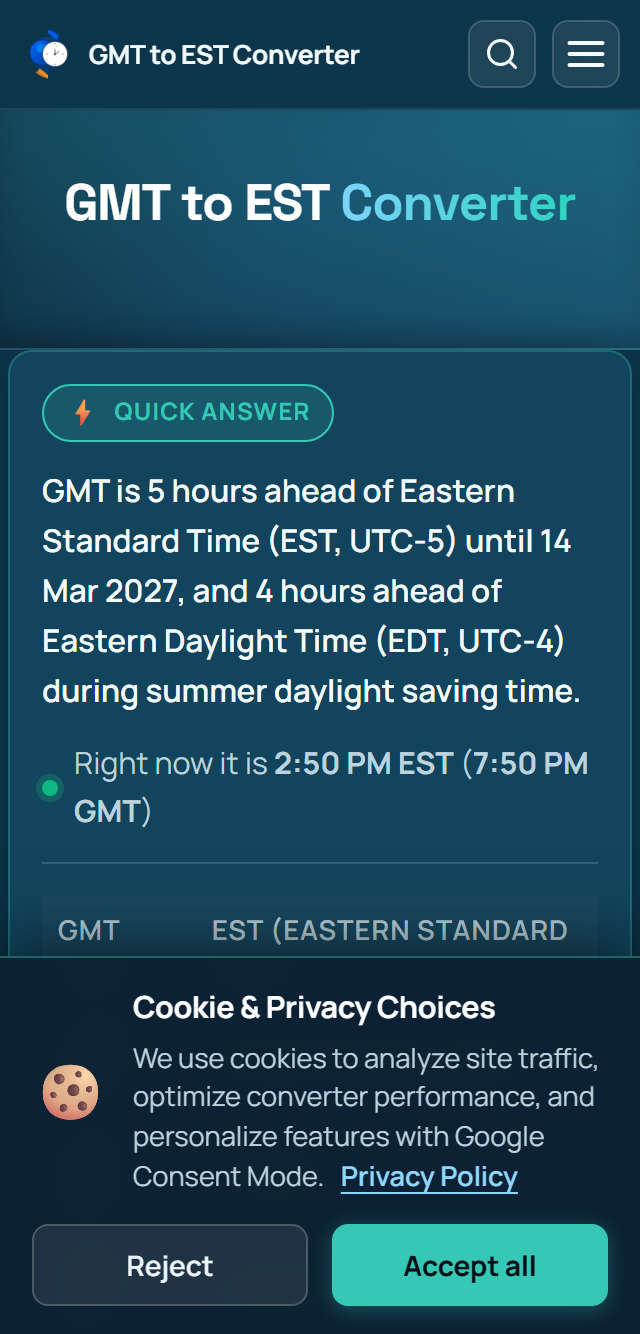 GMT to EST Converter
GMT to EST Converter
QUICK ANSWER
GMT is 5 hours ahead of Eastern
Standard Time (EST, UTC-5) until 14
Mar 2027, and 4 hours ahead of
Eastern Daylight Time (EDT, UTC-4)
during summer daylight saving time.
Right now it is 2:50 PM EST (7:50 PM
GMT)
GMT EST (EASTERN STANDARD
Cookie & Privacy Choices
We use cookies to analyze site traffic,
optimize converter performance, and
personalize features with Google
Consent Mode. Privacy Policy
Reject Accept all